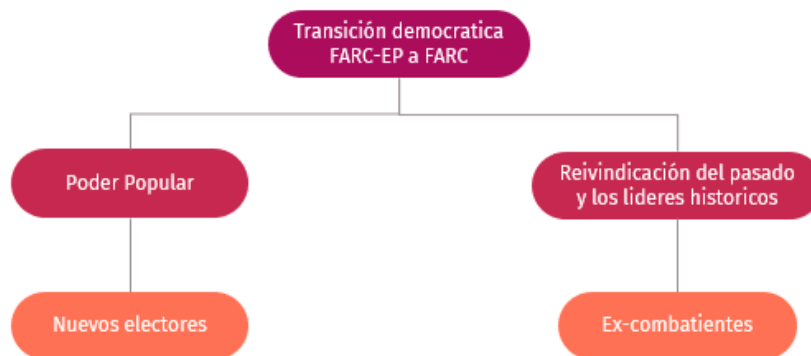 Transición democratica
FARC-EP a FARC
Poder Popular
Reivindicación del pasado
y los lideres historicos
Nuevos electores
Ex-combatientes